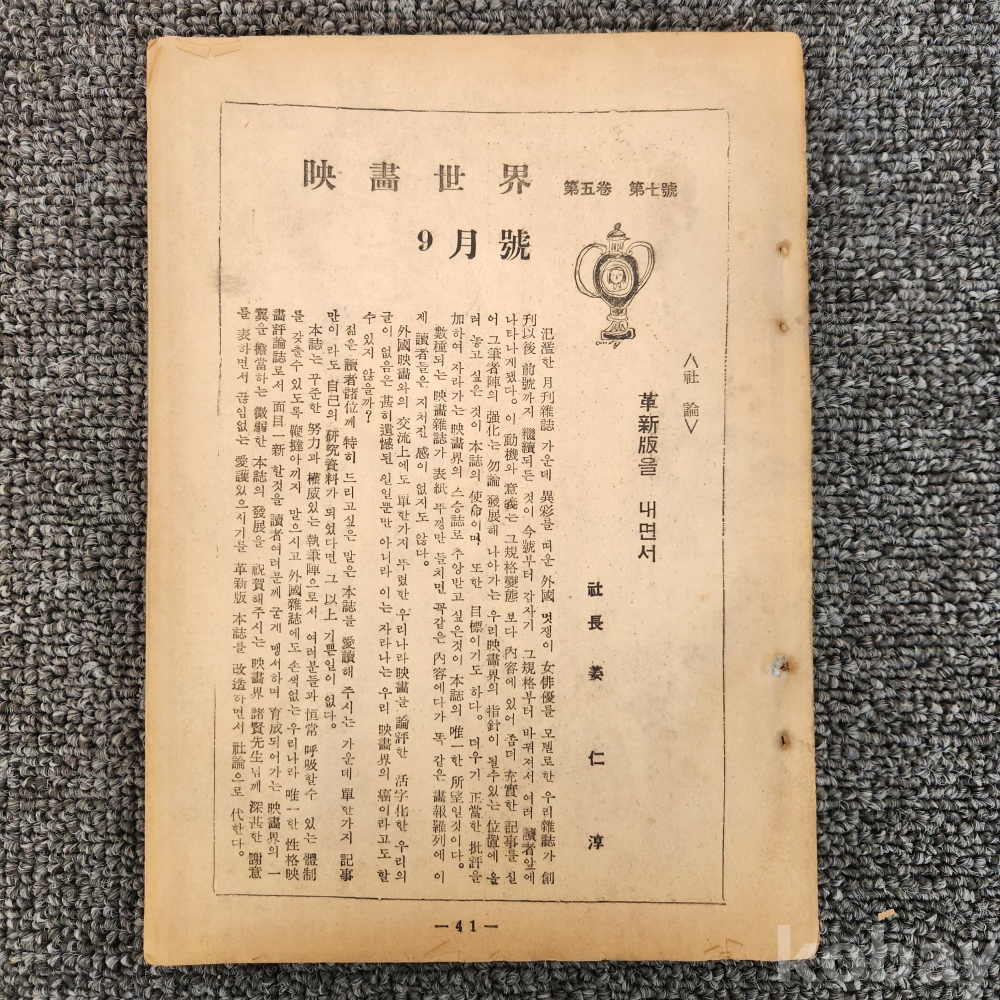 映畵世界 第五卷 第七號
9月號
〈社論〉
革新版을 내면서
社長 姜仁淳
氾濫한 月刊雜誌 가운데 異彩를 띠운 外國 멋쟁이 女俳優를 모델로한 우리雜誌가 創
刊以後 前號까지 繼續되든 것이 今號부터 갑자기 그 規格부터 바꿔져서 여러 讀者앞에
나타나게됐다. 이 動機와 意義는 그規格變態 보다 內容에 있어 좀더 充實한 記事를 실
어 그筆者陣의 强化는 勿論 發展해 나아가는 우리映畵界의 指針이 될수있는 位置에 올
려 놓고 싶은 것이 本誌의 使命이며 또한 目標이기도 하다. 더우기 正當한 批評을
加하여 자라가는 映畵界의 스승誌로 추앙받고 싶은것이 本誌의 唯一한 所望일것이다.
數種되는 映畵雜誌가 表紙 뚜껑만 들치면 꼭같은 內容에다가 똑 같은 畵報羅列에 이
제 讀者들은 지처진 感이 없지도 않다.
外國映畵와의 交流上에도 單한가지 뚜렸한 우리나라映畵를 論評한 活字化한 우리의
글이 없음은 甚히遺憾된 일일뿐만 아니라 이는 자라나는 우리 映畵界의 癌이라고도 할
수 있지 않을까?
젊은 讀者諸位께 特히 드리고싶은 말은 本誌를 愛讀해 주시는 가운데 單한가지 記事
만이 라도 自己의 硏究資料가 되었다면 그 以上 기쁜일이 없다.
本誌는 꾸준한 努力과 權威있는 執筆陣으로서 여러분들과 恒常 呼吸할수 있는 體制
를 갖출수 있도록 鞭撻아끼지 말으시고 外國雜誌에도 손색없는 우리나라 唯一한 性格映
畵評論誌로서 面目一新 할것을 讀者여러분께 굳게 맹서하며 育成되어가는 映畵界의 一
翼을 擔當하는 微弱한 本誌의 發展을 祝賀해주시는 映畵界 諸賢先生님께 深甚한 謝意
를 表하면서 끊임없는 愛護있으시기를 革新版 本誌를 改造하면서 社論으로 代한다.
—41—
kobay